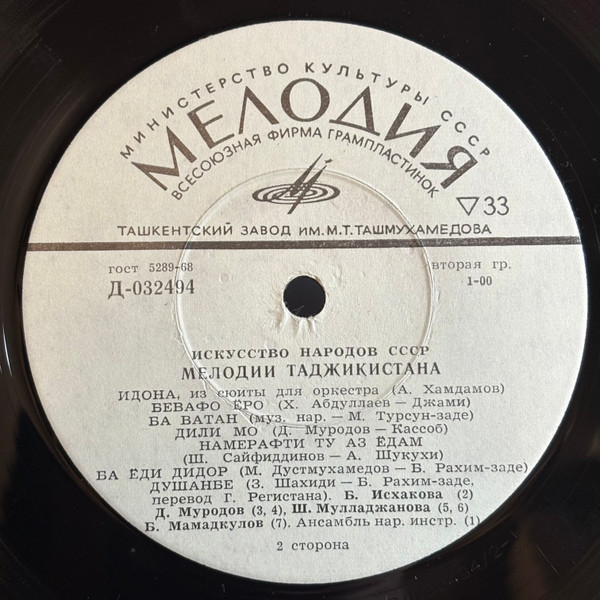 МИНИСТЕРСТВО КУЛЬТУРЫ СССР
МЕЛОДИЯ
ВСЕСОЮЗНАЯ ФИРМА ГРАМПЛАСТИНОК
▽33
ТАШКЕНТСКИЙ ЗАВОД ИМ. М.Т.ТАШМУХАМЕДОВА
гост 5289-68 вторая гр.
Д-032494 1-00
ИСКУССТВО НАРОДОВ СССР
МЕЛОДИИ ТАДЖИКИСТАНА
ИДОНА, из сюиты для оркестра (А. Хамдамов)
БЕВАФО ЁРО (Х. Абдуллаев – Джами)
БА ВАТАН (муз. нар. – М. Турсун-заде)
ДИЛИ МО (Д. Муродов – Кассоб)
НАМЕРАФТИ ТУ АЗ ЁДАМ
(Ш. Сайфиддинов – А. Шукухи)
БА ЁДИ ДИДОР (М. Дустмухамедов – Б. Рахим-заде)
ДУШАНБЕ (З. Шахиди – Б. Рахим-заде,
перевод Г. Регистана). Б. Исхакова (2)
Д. Муродов (3, 4), Ш. Мулладжанова (5, 6)
Б. Мамадкулов (7). Ансамбль нар. инстр. (1)
2 сторона